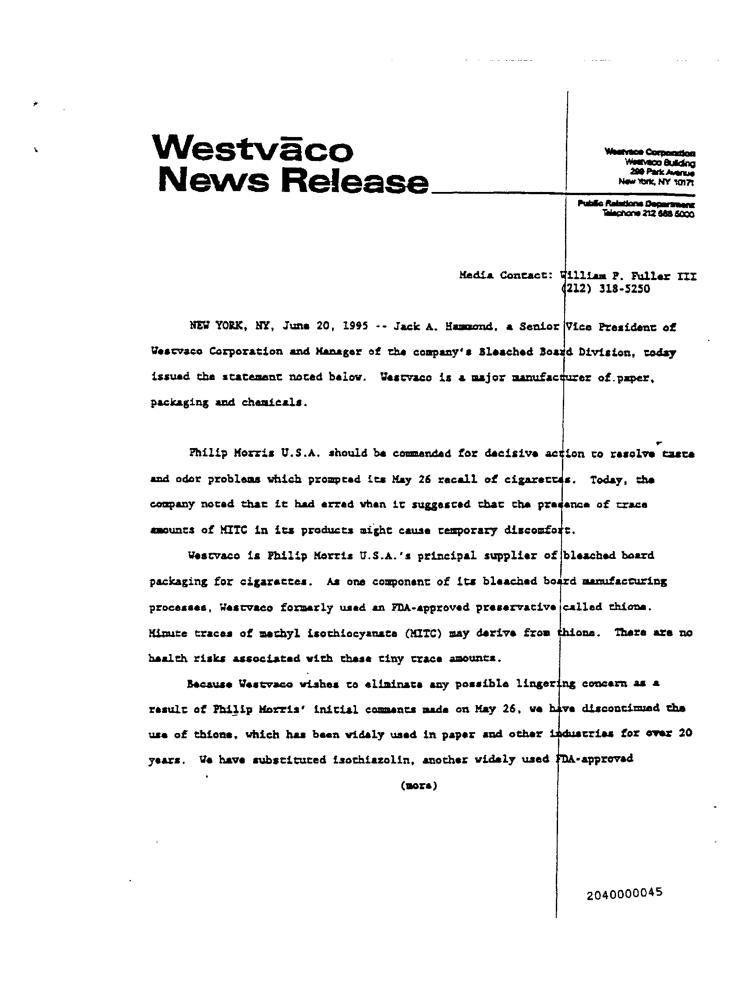 Westvāco
News Release
Westvaco Corporation
Westvaco Building
299 Park Avenue
New York, NY 10171
Public Relations Department
Telephone 212 688 5000
Media Contact: William P. Fuller III
(212) 318-5250
NEW YORK, NY, June 20, 1995 -- Jack A. Hammond, a Senior Vice President of
Westvaco Corporation and Manager of the company's Bleached Board Division, today
issued the statement noted below. Westvaco is a major manufacturer of paper,
packaging and chemicals.
Philip Morris U.S.A. should be commended for decisive action to resolve taste
and odor problems which prompted its May 26 recall of cigarettes. Today, the
company noted that it had erred when it suggested that the presence of trace
amounts of MITC in its products might cause temporary discomfort.
Westvaco is Philip Morris U.S.A.'s principal supplier of bleached board
packaging for cigarettes. As one component of its bleached board manufacturing
processes, Westvaco formerly used an FDA-approved preservative called thione.
Minute traces of methyl isothiocyanate (MITC) may derive from thione. There are no
health risks associated with these tiny trace amounts.
Because Westvaco wishes to eliminate any possible lingering concern as a
result of Philip Morris' initial comments made on May 26, we have discontinued the
use of thione, which has been widely used in paper and other industries for over 20
years. We have substituted isothiazolin, another widely used FDA-approved
(more)
2040000045